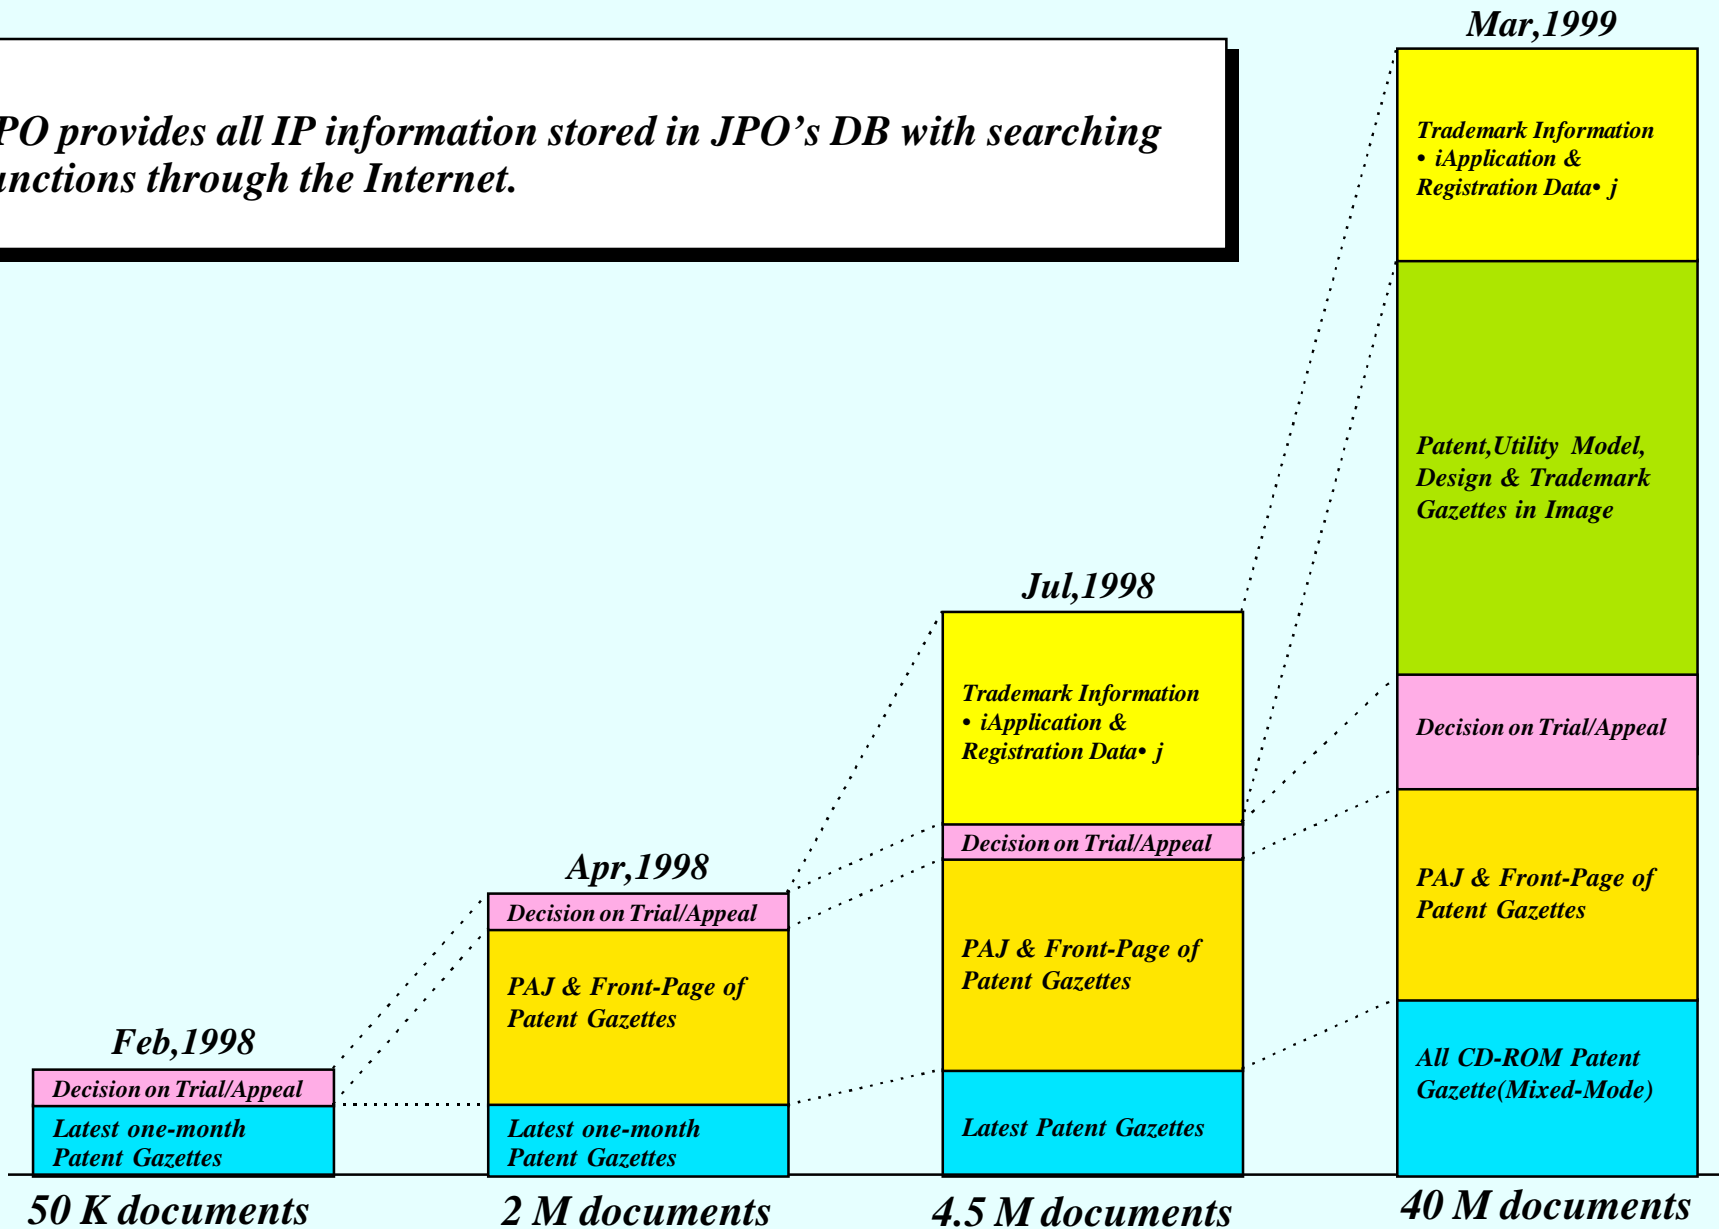 PO provides all IP information stored in JPO's DB with searching
unctions through the Internet.
Mar,1999
Trademark Information
• iApplication &
Registration Data• j
Patent,Utility Model,
Design & Trademark
Gazettes in Image
Decision on Trial/Appeal
PAJ & Front-Page of
Patent Gazettes
All CD-ROM Patent
Gazette(Mixed-Mode)
40 M documents
Jul,1998
Trademark Information
• iApplication &
Registration Data• j
Decision on Trial/Appeal
PAJ & Front-Page of
Patent Gazettes
Latest Patent Gazettes
4.5 M documents
Apr,1998
Decision on Trial/Appeal
PAJ & Front-Page of
Patent Gazettes
Latest one-month
Patent Gazettes
2 M documents
Feb,1998
Decision on Trial/Appeal
Latest one-month
Patent Gazettes
50 K documents